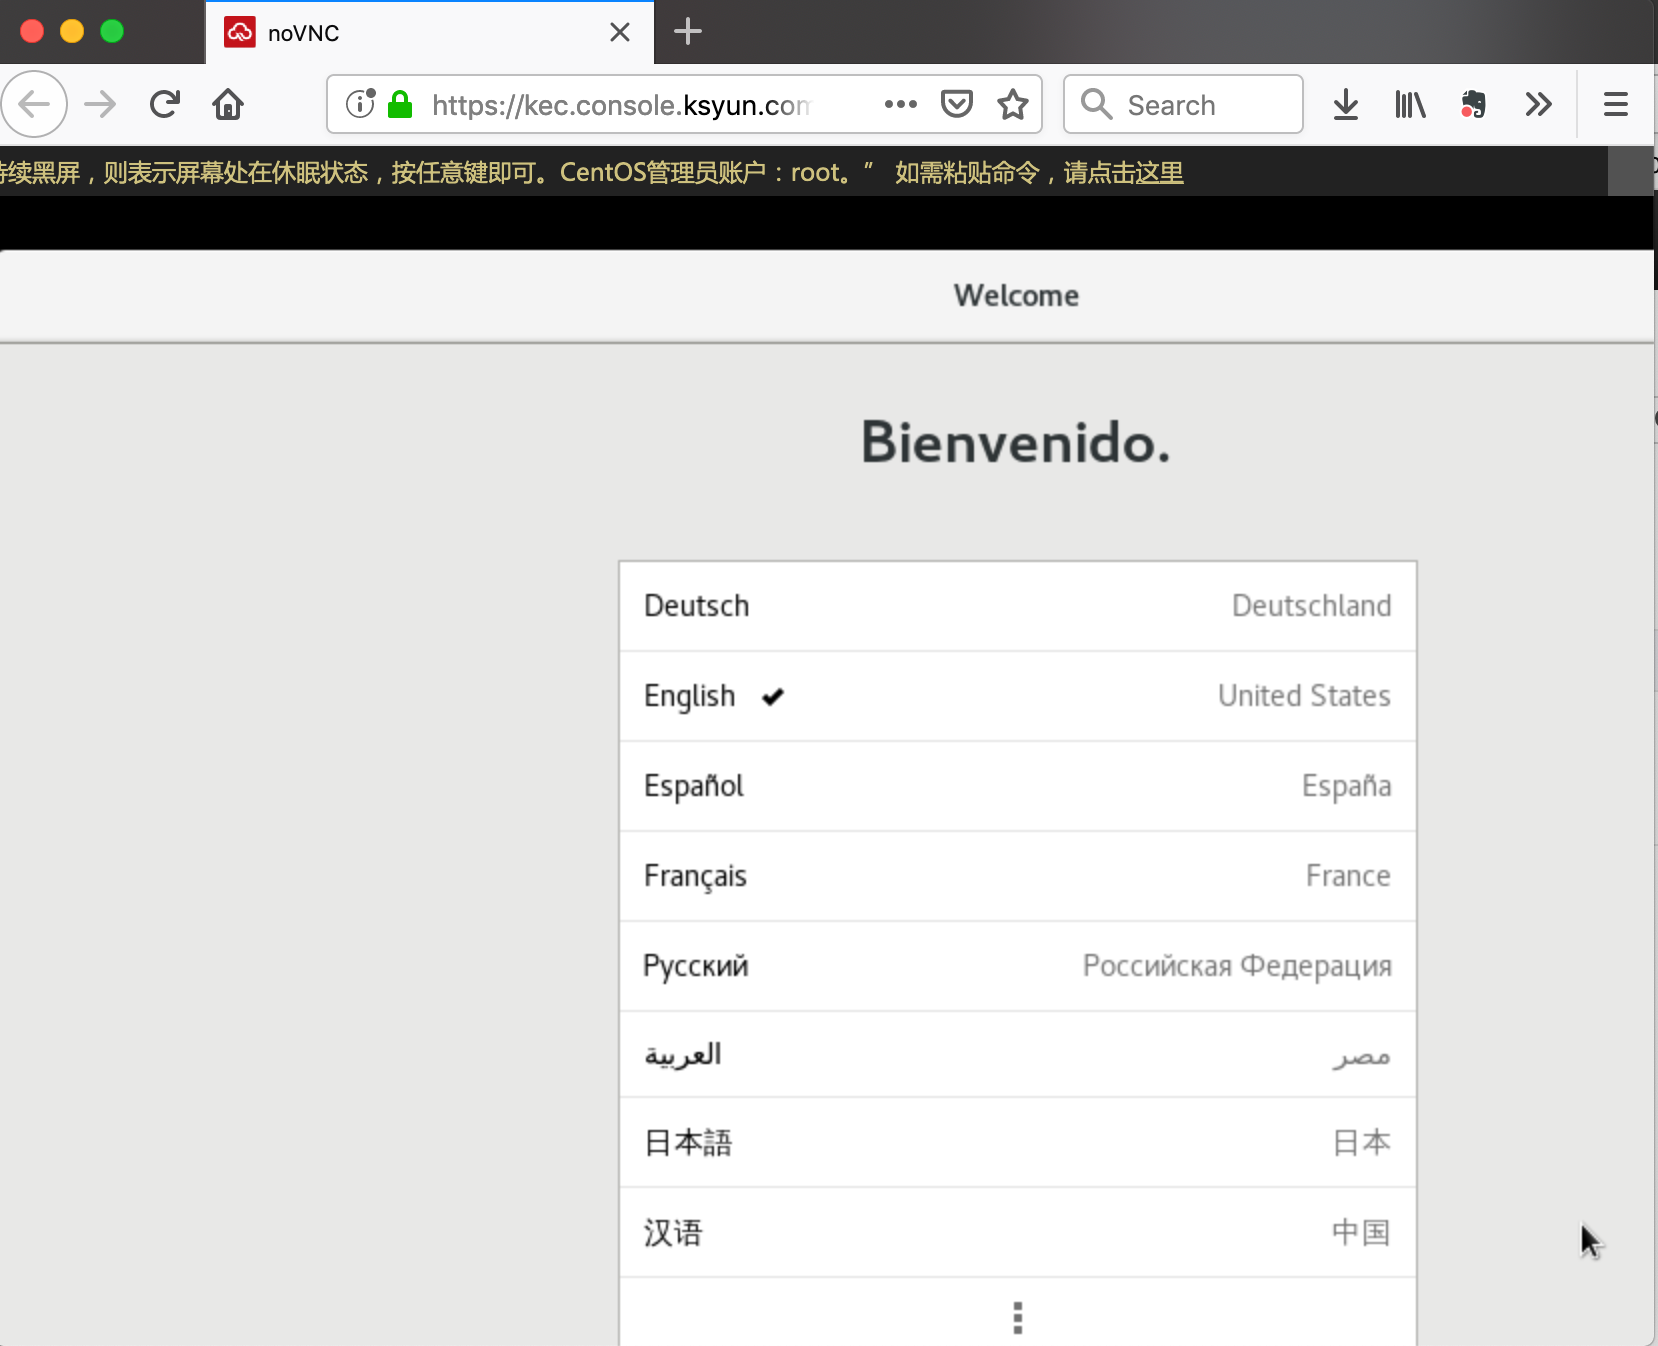 noVNC
https://kec.console.ksyun.com
Search
续黑屏，则表示屏幕处在休眠状态，按任意键即可。CentOS管理员账户：root。” 如需粘贴命令，请点击这里
Welcome
Bienvenido.
Deutsch Deutschland
English United States
Español España
Français France
Русский Российская Федерация
العربية مصر
日本語 日本
汉语 中国